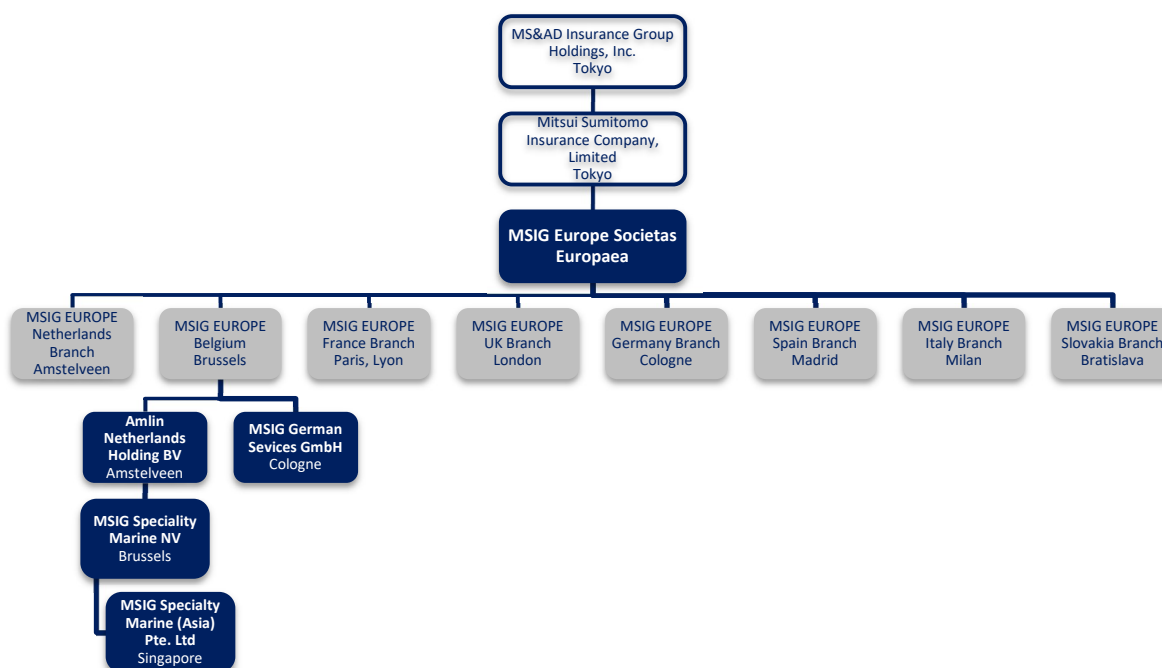 MS&AD Insurance Group
Holdings, Inc.
Tokyo
Mitsui Sumitomo
Insurance Company,
Limited
Tokyo
MSIG Europe Societas
Europaea
MSIG EUROPE
Netherlands
Branch
Amstelveen
MSIG EUROPE
Belgium
Brussels
MSIG EUROPE
France Branch
Paris, Lyon
MSIG EUROPE
UK Branch
London
MSIG EUROPE
Germany Branch
Cologne
MSIG EUROPE
Spain Branch
Madrid
MSIG EUROPE
Italy Branch
Milan
MSIG EUROPE
Slovakia Branch
Bratislava
Amlin
Netherlands
Holding BV
Amstelveen
MSIG German
Sevices GmbH
Cologne
MSIG Speciality
Marine NV
Brussels
MSIG Specialty
Marine (Asia)
Pte. Ltd
Singapore